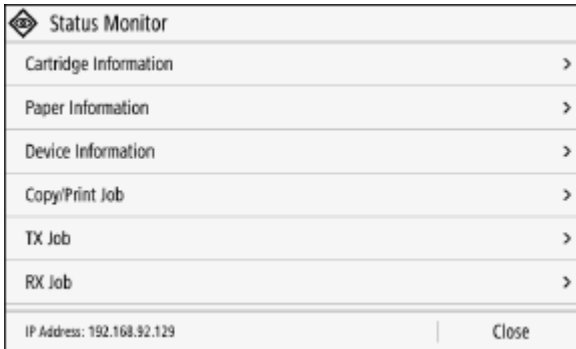 Status Monitor
Cartridge Information
Paper Information
Device Information
Copy/Print Job
TX Job
RX Job
IP Address: 192.168.92.129
Close